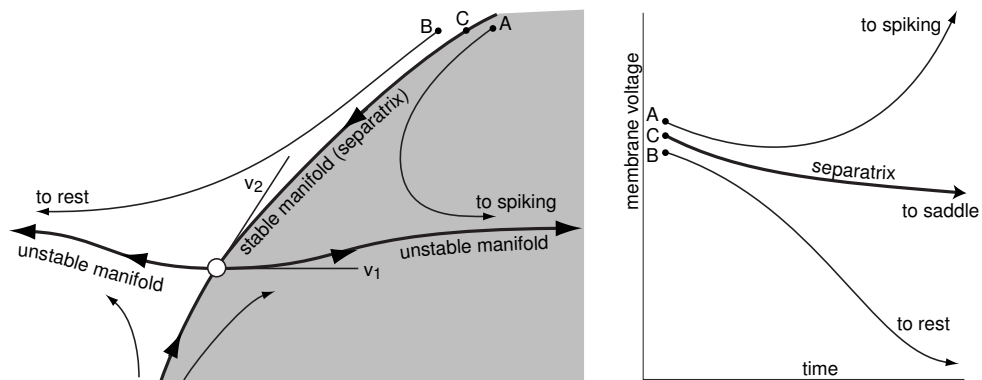 B
C
A
stable manifold (separatrix)
v2
to rest
to spiking
unstable manifold
unstable manifold
v1
to spiking
membrane voltage
A
C
B
separatrix
to saddle
to rest
time